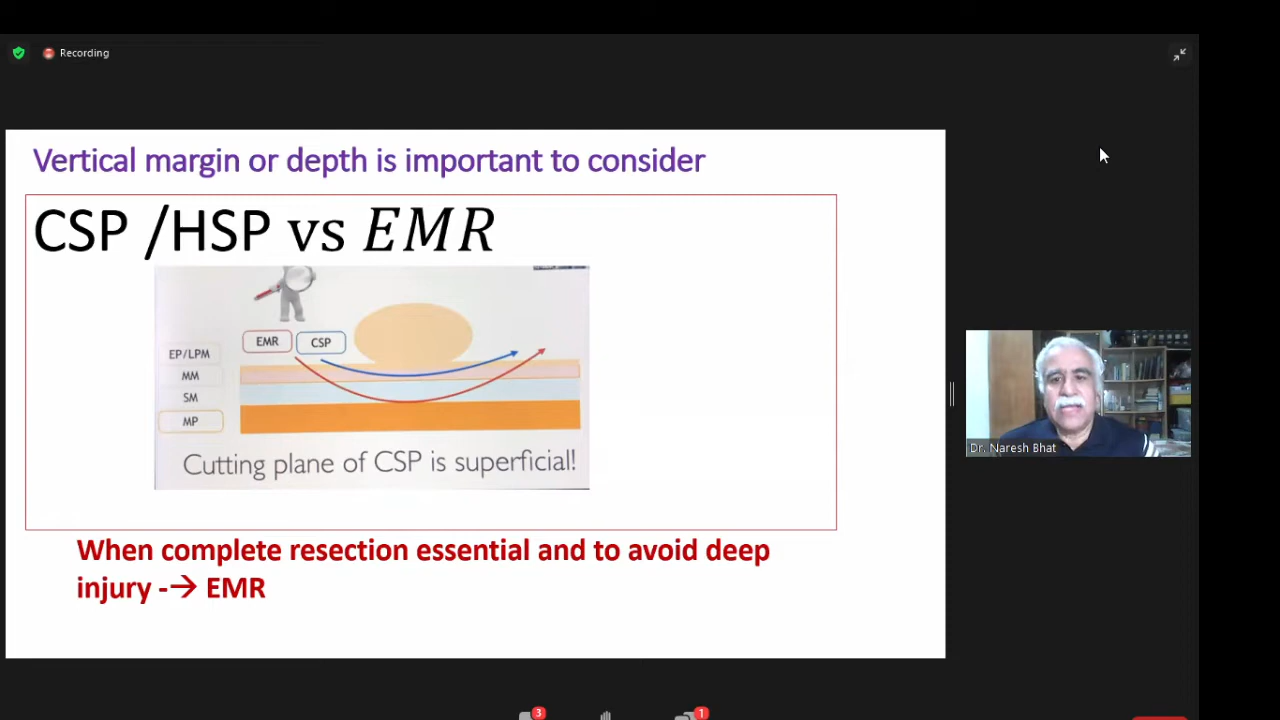 Recording
Vertical margin or depth is important to consider
CSP /HSP vs EMR
EMR
CSP
EP/LPM
MM
SM
MP
Cutting plane of CSP is superficial!
When complete resection essential and to avoid deep
injury -→ EMR
Dr. Naresh Bhat
3
1